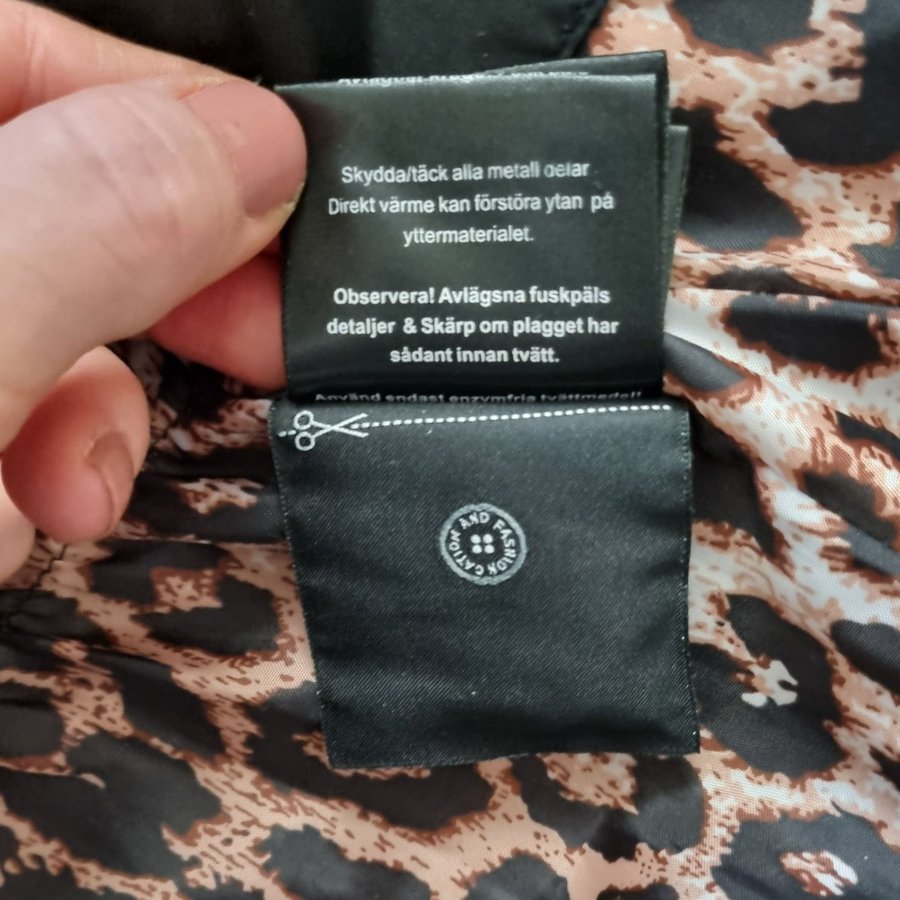 Skydda/täck alla metall delar
Direkt värme kan förstöra ytan på
yttermaterialet.
Observera! Avlägsna fuskpäls
detaljer & Skärp om plagget har
sådant innan tvätt.
Använd endast enzymfria tvättmedel!
AND FASHION CATION